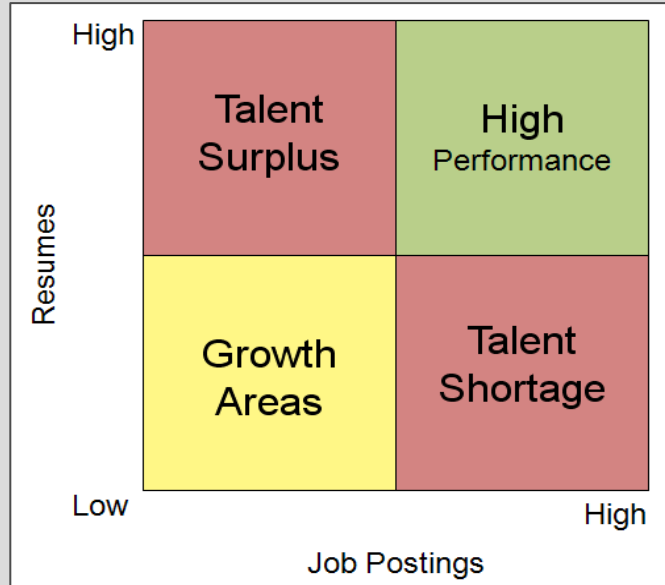 High
Talent
Surplus
High
Performance
Resumes
Growth
Areas
Talent
Shortage
Low
High
Job Postings